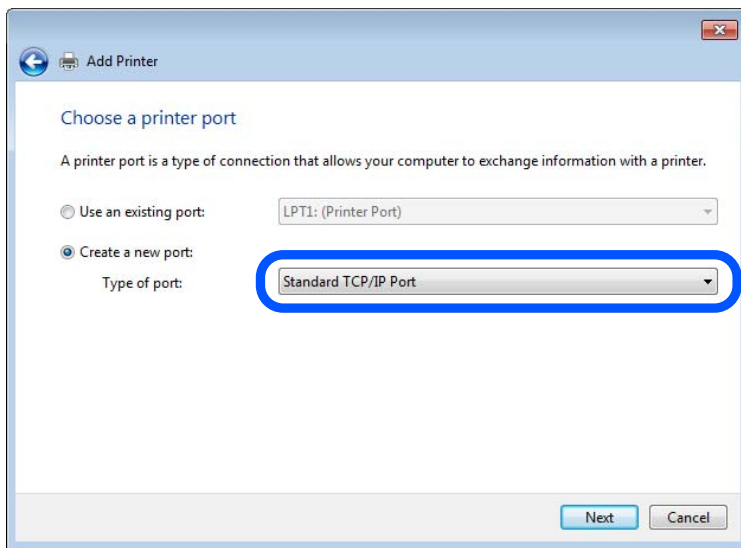 Add Printer
Choose a printer port
A printer port is a type of connection that allows your computer to exchange information with a printer.
Use an existing port: LPT1: (Printer Port)
Create a new port:
Type of port: Standard TCP/IP Port
Next Cancel